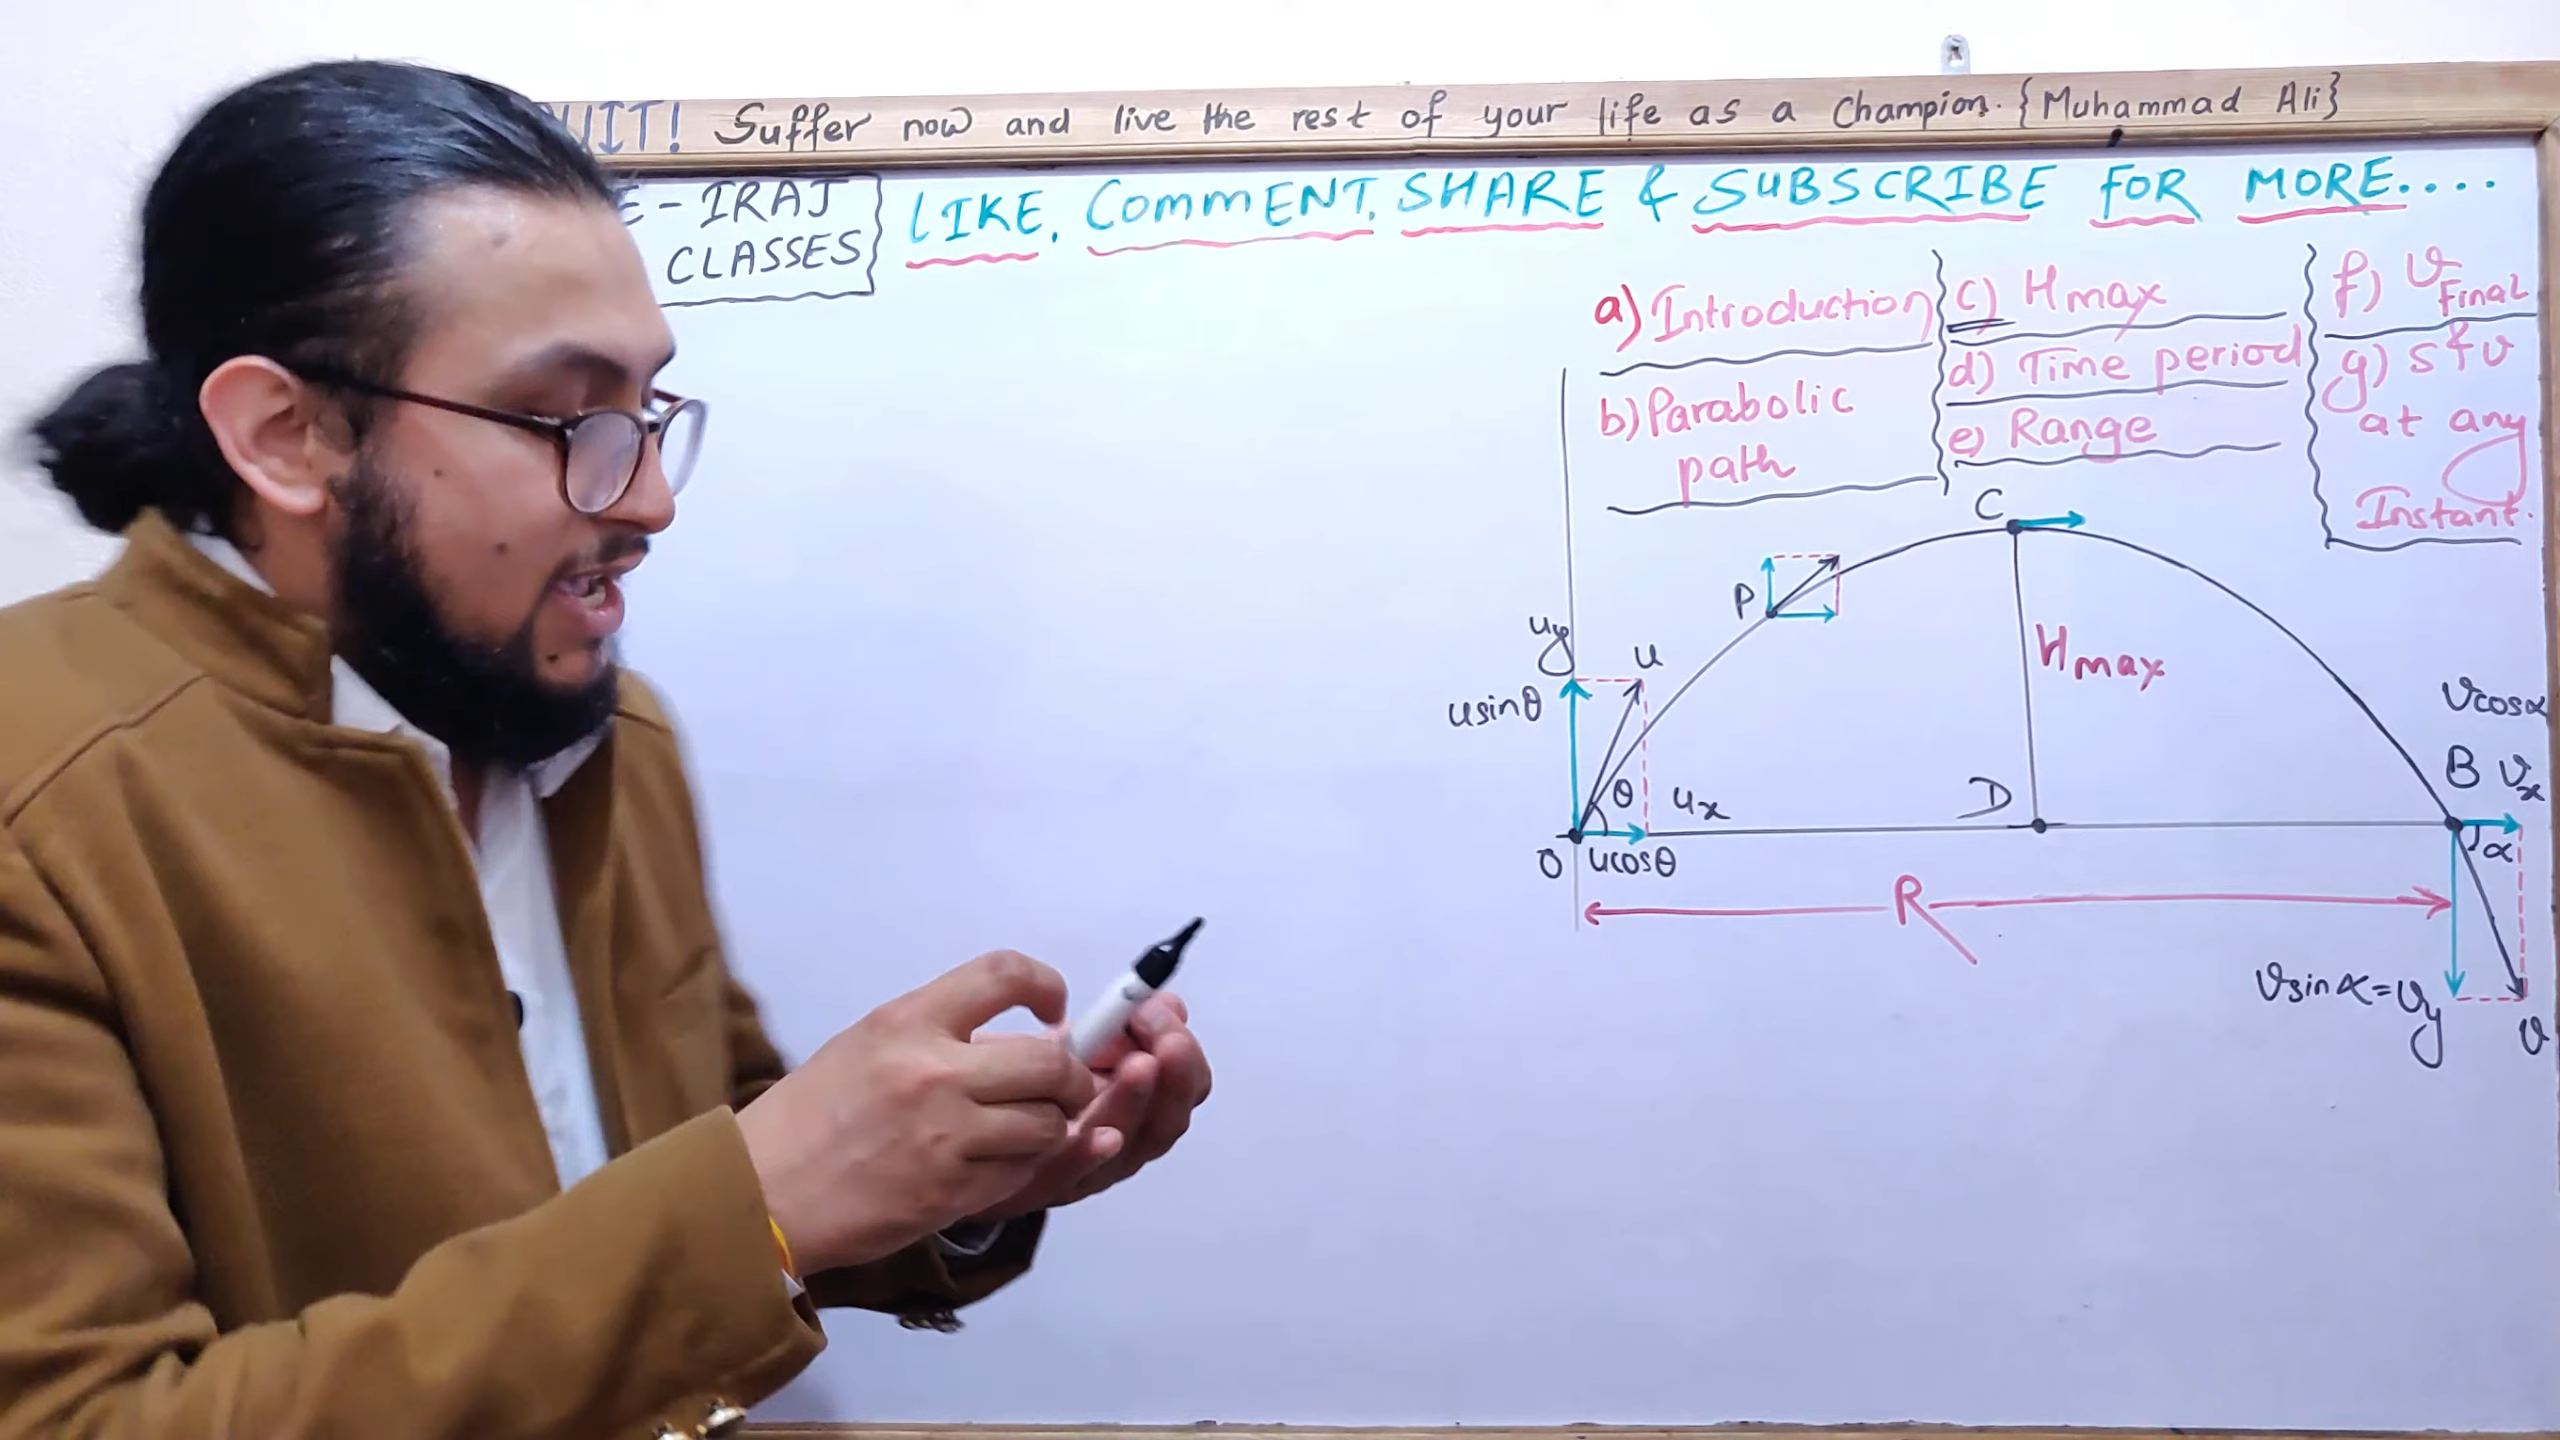 UIT! Suffer now and live the rest of your life as a Champion. {Muhammad Ali}
E-IRAJ
CLASSES
LIKE, COMMENT, SHARE & SUBSCRIBE FOR MORE....
a) Introduction
b) Parabolic
path
c) Hmax
d) Time period
e) Range
f) vFinal
g) s & v
at any
Instant.
C
P
uy
u
usinθ
Hmax
vcosα
θ
ux
D
B vx
O
ucosθ
α
R
vsinα=vy
v